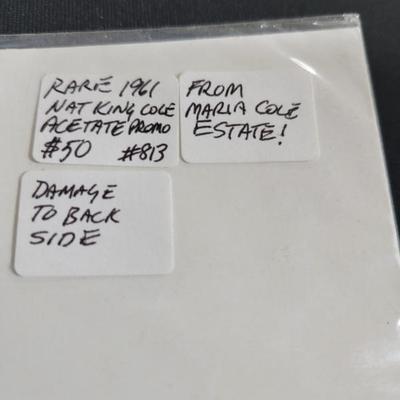 RARE 1961
NAT KING COLE
ACETATE PROMO
$50 #813
FROM
MARIA COLE
ESTATE!
DAMAGE
TO BACK
SIDE